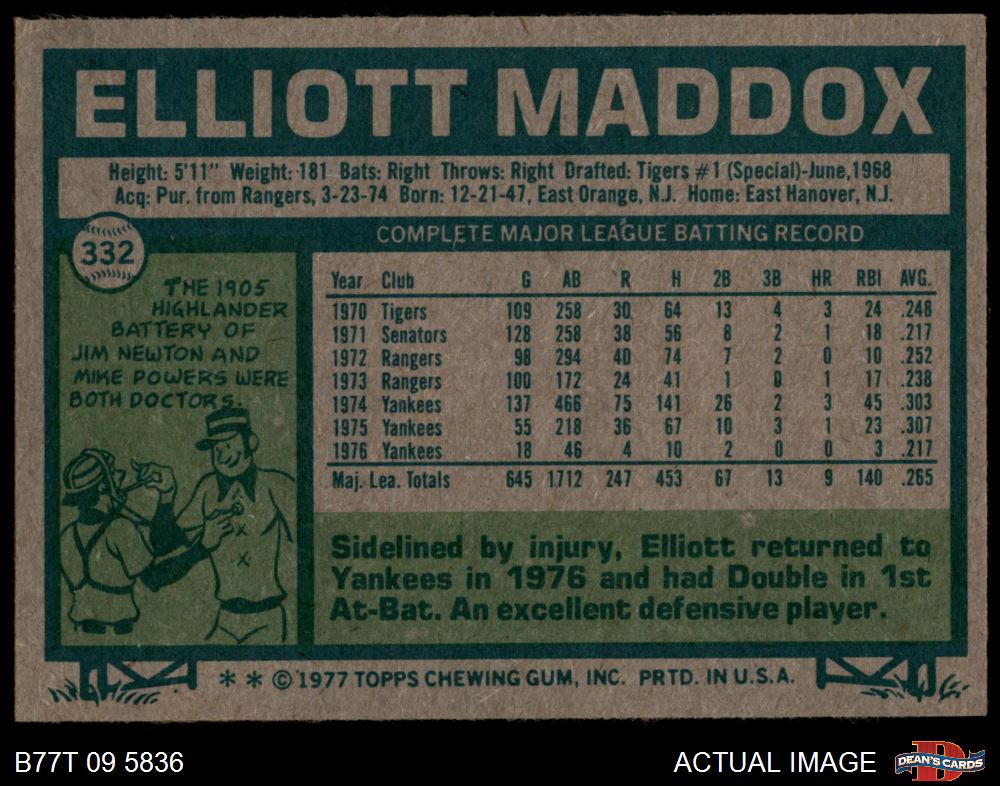 ELLIOTT MADDOX
Height: 5'11" Weight: 181 Bats: Right Throws: Right Drafted: Tigers #1 (Special)-June, 1968
Acq: Pur. from Rangers, 3-23-74 Born: 12-21-47, East Orange, N.J. Home: East Hanover, N.J.
332
THE 1905
HIGHLANDER
BATTERY OF
JIM NEWTON AND
MIKE POWERS WERE
BOTH DOCTORS.
COMPLETE MAJOR LEAGUE BATTING RECORD
Year Club G AB R H 2B 3B HR RBI AVG.
1970 Tigers 109 258 30 64 13 4 3 24 .248
1971 Senators 128 258 38 56 8 2 1 18 .217
1972 Rangers 98 294 40 74 7 2 0 10 .252
1973 Rangers 100 172 24 41 1 0 1 17 .238
1974 Yankees 137 466 75 141 26 2 3 45 .303
1975 Yankees 55 218 36 67 10 3 1 23 .307
1976 Yankees 18 46 4 10 2 0 0 3 .217
Maj. Lea. Totals 645 1712 247 453 67 13 9 140 .265
Sidelined by injury, Elliott returned to
Yankees in 1976 and had Double in 1st
At-Bat. An excellent defensive player.
* * © 1977 TOPPS CHEWING GUM, INC. PRTD. IN U.S.A.
B77T 09 5836
ACTUAL IMAGE
D
DEAN'S CARDS